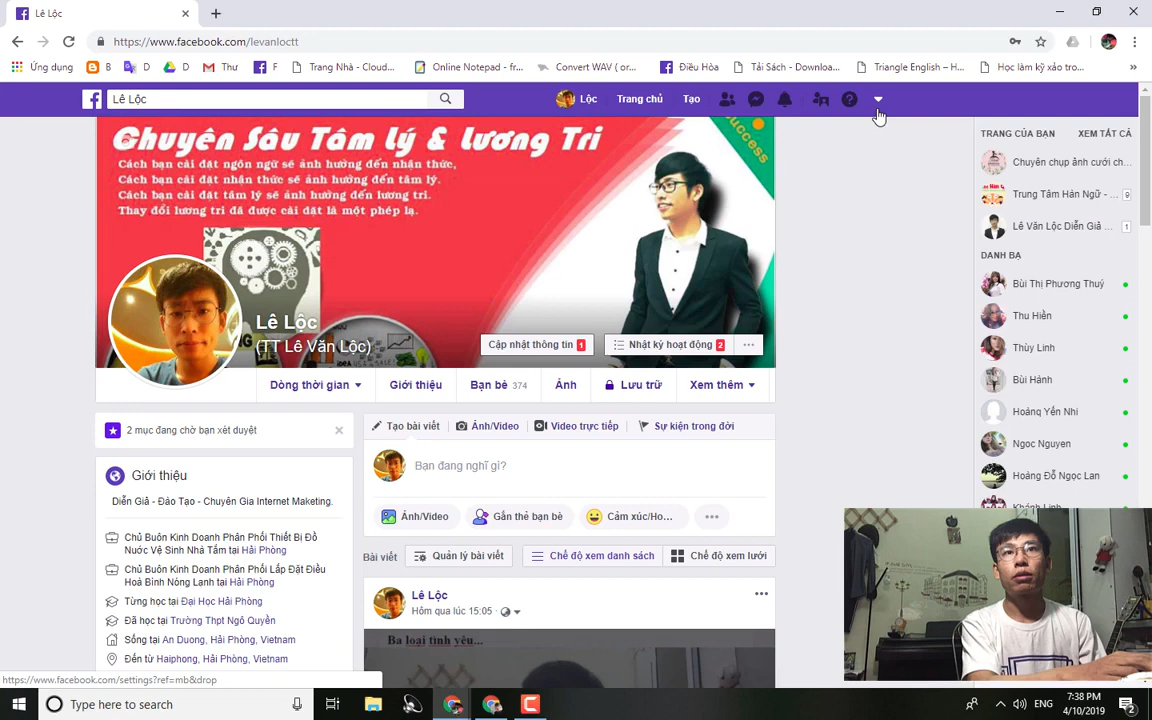 Lê Lộc
https://www.facebook.com/levanloctt
Ứng dụng
B
D
D
Thư
F
Trang Nhà - Cloud...
Online Notepad - fr...
Convert WAV ( or...
Điều Hòa
Tải Sách - Downloa...
Triangle English – H...
Học làm kỹ xảo tro...
»
Lê Lộc
Lộc
Trang chủ
Tạo
Chuyên Sâu Tâm Lý & Lương Tri
Cách bạn cài đặt ngôn ngữ sẽ ảnh hưởng đến nhận thức,
Cách bạn cài đặt nhận thức sẽ ảnh hưởng đến tâm lý.
Cách bạn cài đặt tâm lý sẽ ảnh hưởng đến lương tri.
Thay đổi lương tri đã được cài đặt là một phép lạ.
success
Lê Lộc
(TT Lê Văn Lộc)
Cập nhật thông tin 1
Nhật ký hoạt động 2
Dòng thời gian
Giới thiệu
Bạn bè 374
Ảnh
Lưu trữ
Xem thêm
2 mục đang chờ bạn xét duyệt
Giới thiệu
Diễn Giả - Đào Tạo - Chuyên Gia Internet Maketing.
Chủ Buôn Kinh Doanh Phân Phối Thiết Bị Đồ
Nước Vệ Sinh Nhà Tắm tại Hải Phòng
Chủ Buôn Kinh Doanh Phân Phối Lắp Đặt Điều
Hoà Bình Nóng Lạnh tại Hải Phòng
Từng học tại Đại Học Hải Phòng
Đã học tại Trường Thpt Ngô Quyền
Sống tại An Duong, Hải Phòng, Vietnam
Đến từ Haiphong, Hải Phòng, Vietnam
https://www.facebook.com/settings?ref=mb&drop
Tạo bài viết
Ảnh/Video
Video trực tiếp
Sự kiện trong đời
Bạn đang nghĩ gì?
Ảnh/Video
Gắn thẻ bạn bè
Cảm xúc/Ho...
Bài viết
Quản lý bài viết
Chế độ xem danh sách
Chế độ xem lưới
Lê Lộc
Hôm qua lúc 15:05
Ba loại tình yêu...
TRANG CỦA BẠN
XEM TẤT CẢ
Chuyên chụp ảnh cưới ch...
Trung Tâm Hán Ngữ - ... 9
Lê Văn Lộc Diễn Giả ... 1
DANH BẠ
Bùi Thị Phương Thuý
Thu Hiền
Thùy Linh
Bùi Hành
Hoàng Yến Nhi
Ngoc Nguyen
Hoàng Đỗ Ngọc Lan
Khánh Linh
Type here to search
ENG
7:38 PM
4/10/2019
2